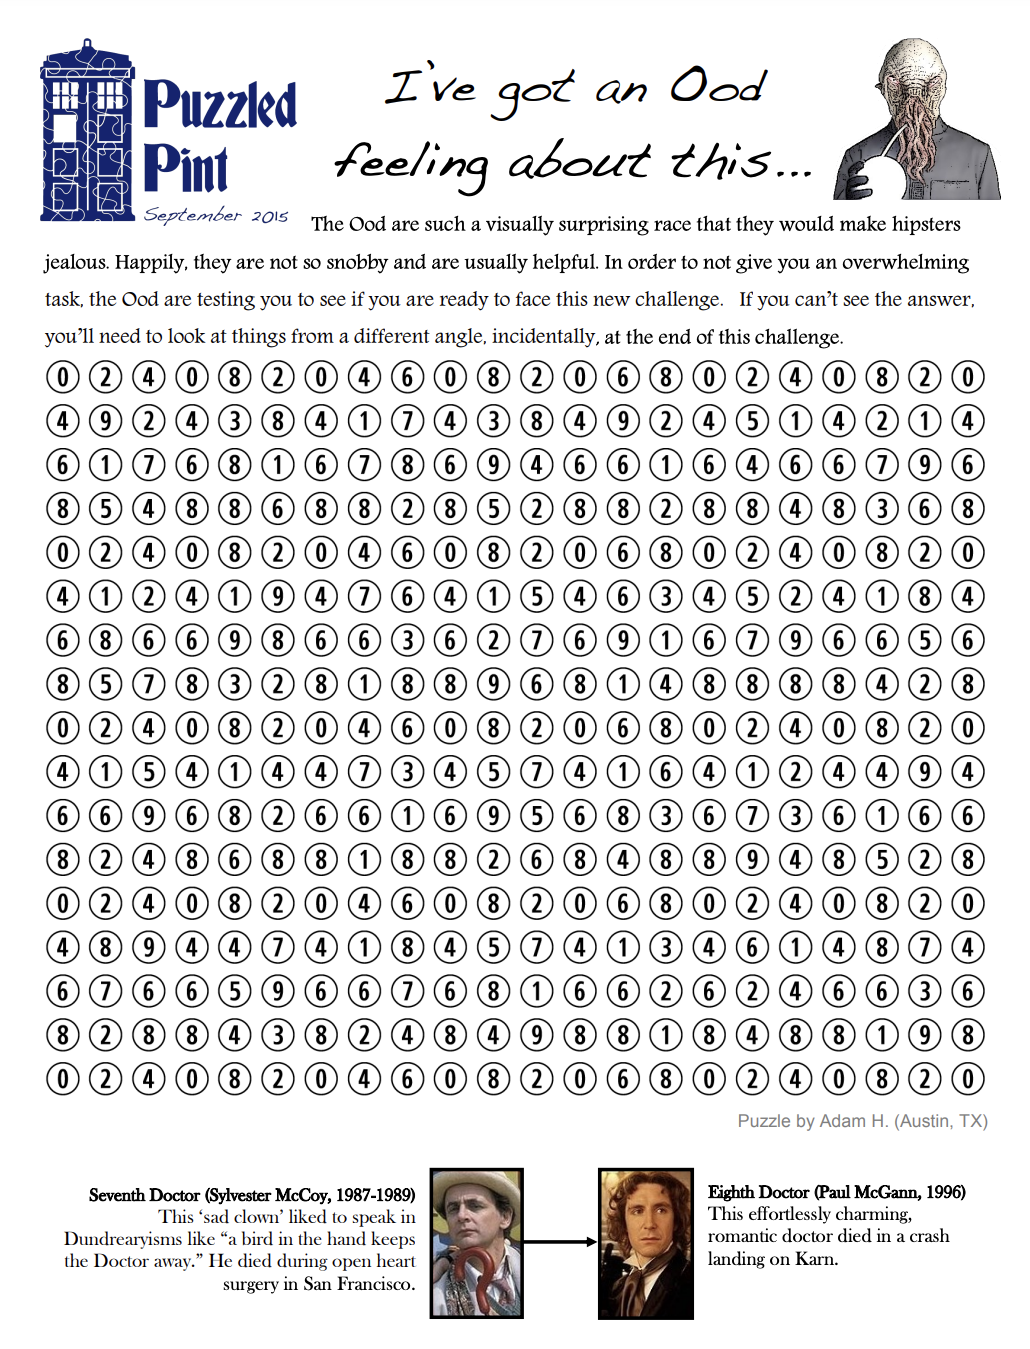 Puzzled
Pint
September 2015
I've got an Ood
feeling about this...
The Ood are such a visually surprising race that they would make hipsters
jealous. Happily, they are not so snobby and are usually helpful. In order to not give you an overwhelming
task, the Ood are testing you to see if you are ready to face this new challenge. If you can't see the answer,
you'll need to look at things from a different angle, incidentally, at the end of this challenge.
0 2 4 0 8 2 0 4 6 0 8 2 0 6 8 0 2 4 0 8 2 0
4 9 2 4 3 8 4 1 7 4 3 8 4 9 2 4 5 1 4 2 1 4
6 1 7 6 8 1 6 7 8 6 9 4 6 6 1 6 4 6 6 7 9 6
8 5 4 8 8 6 8 8 2 8 5 2 8 8 2 8 8 4 8 3 6 8
0 2 4 0 8 2 0 4 6 0 8 2 0 6 8 0 2 4 0 8 2 0
4 1 2 4 1 9 4 7 6 4 1 5 4 6 3 4 5 2 4 1 8 4
6 8 6 6 9 8 6 6 3 6 2 7 6 9 1 6 7 9 6 6 5 6
8 5 7 8 3 2 8 1 8 8 9 6 8 1 4 8 8 8 8 4 2 8
0 2 4 0 8 2 0 4 6 0 8 2 0 6 8 0 2 4 0 8 2 0
4 1 5 4 1 4 4 7 3 4 5 7 4 1 6 4 1 2 4 4 9 4
6 6 9 6 8 2 6 6 1 6 9 5 6 8 3 6 7 3 6 1 6 6
8 2 4 8 6 8 8 1 8 8 2 6 8 4 8 8 9 4 8 5 2 8
0 2 4 0 8 2 0 4 6 0 8 2 0 6 8 0 2 4 0 8 2 0
4 8 9 4 4 7 4 1 8 4 5 7 4 1 3 4 6 1 4 8 7 4
6 7 6 6 5 9 6 6 7 6 8 1 6 6 2 6 2 4 6 6 3 6
8 2 8 8 4 3 8 2 4 8 4 9 8 8 1 8 4 8 8 1 9 8
0 2 4 0 8 2 0 4 6 0 8 2 0 6 8 0 2 4 0 8 2 0
Puzzle by Adam H. (Austin, TX)
Seventh Doctor (Sylvester McCoy, 1987-1989)
This 'sad clown' liked to speak in
Dundrearyisms like "a bird in the hand keeps
the Doctor away." He died during open heart
surgery in San Francisco.
Eighth Doctor (Paul McGann, 1996)
This effortlessly charming,
romantic doctor died in a crash
landing on Karn.